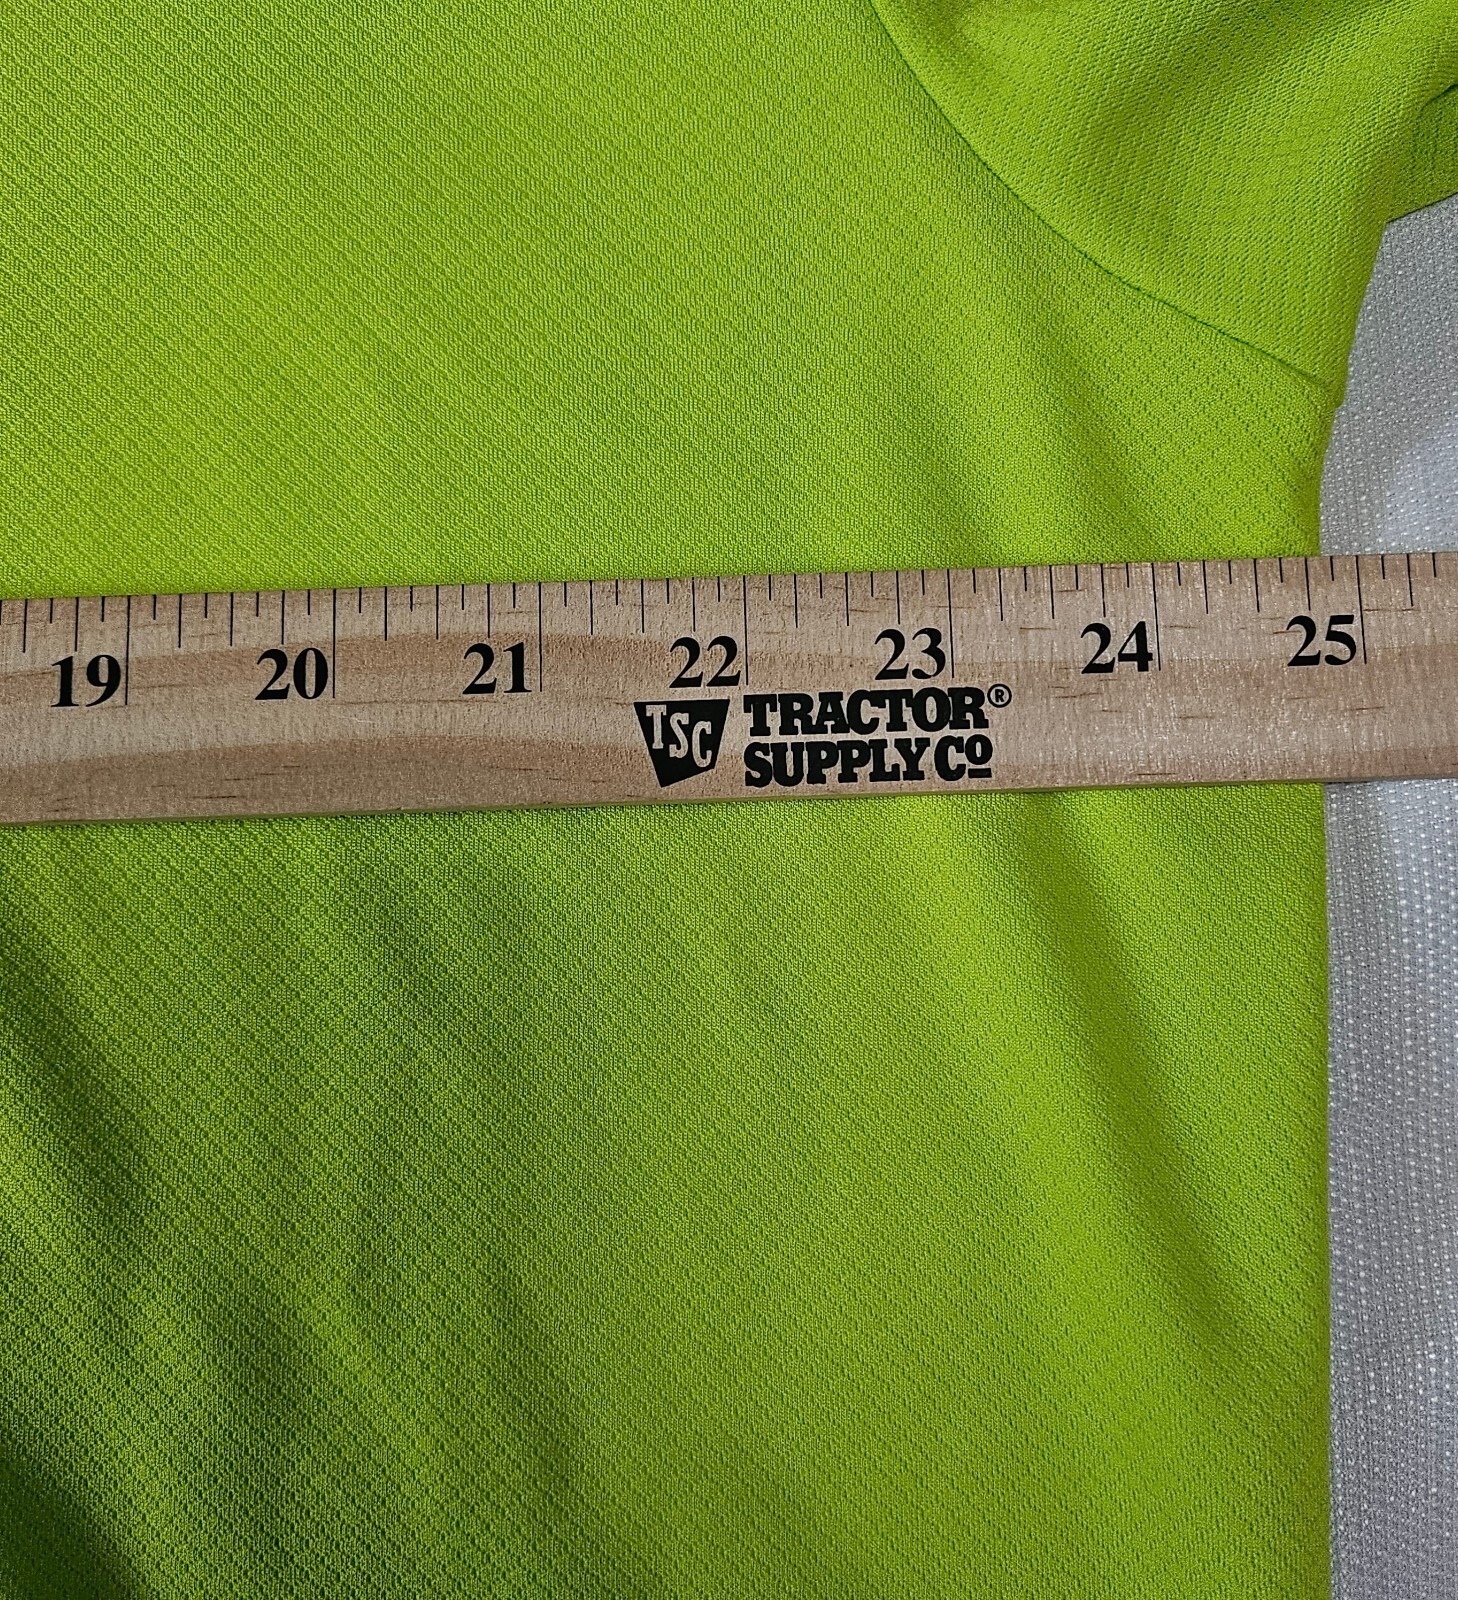 19 20 21 22 23 24 25
TSC TRACTOR®
SUPPLY CO